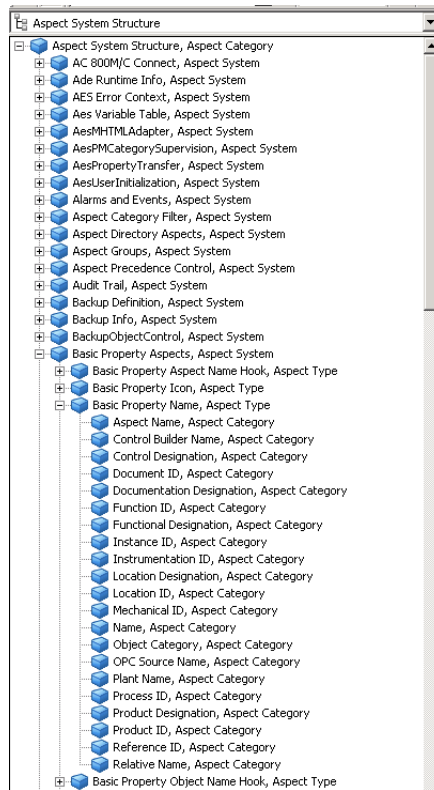 Aspect System Structure
Aspect System Structure, Aspect Category
AC 800M/C Connect, Aspect System
Ade Runtime Info, Aspect System
AES Error Context, Aspect System
Aes Variable Table, Aspect System
AesMHTMLAdapter, Aspect System
AesPMCategorySupervision, Aspect System
AesPropertyTransfer, Aspect System
AesUserInitialization, Aspect System
Alarms and Events, Aspect System
Aspect Category Filter, Aspect System
Aspect Directory Aspects, Aspect System
Aspect Groups, Aspect System
Aspect Precedence Control, Aspect System
Audit Trail, Aspect System
Backup Definition, Aspect System
Backup Info, Aspect System
BackupObjectControl, Aspect System
Basic Property Aspects, Aspect System
Basic Property Aspect Name Hook, Aspect Type
Basic Property Icon, Aspect Type
Basic Property Name, Aspect Type
Aspect Name, Aspect Category
Control Builder Name, Aspect Category
Control Designation, Aspect Category
Document ID, Aspect Category
Documentation Designation, Aspect Category
Function ID, Aspect Category
Functional Designation, Aspect Category
Instance ID, Aspect Category
Instrumentation ID, Aspect Category
Location Designation, Aspect Category
Location ID, Aspect Category
Mechanical ID, Aspect Category
Name, Aspect Category
Object Category, Aspect Category
OPC Source Name, Aspect Category
Plant Name, Aspect Category
Process ID, Aspect Category
Product Designation, Aspect Category
Product ID, Aspect Category
Reference ID, Aspect Category
Relative Name, Aspect Category
Basic Property Object Name Hook, Aspect Type